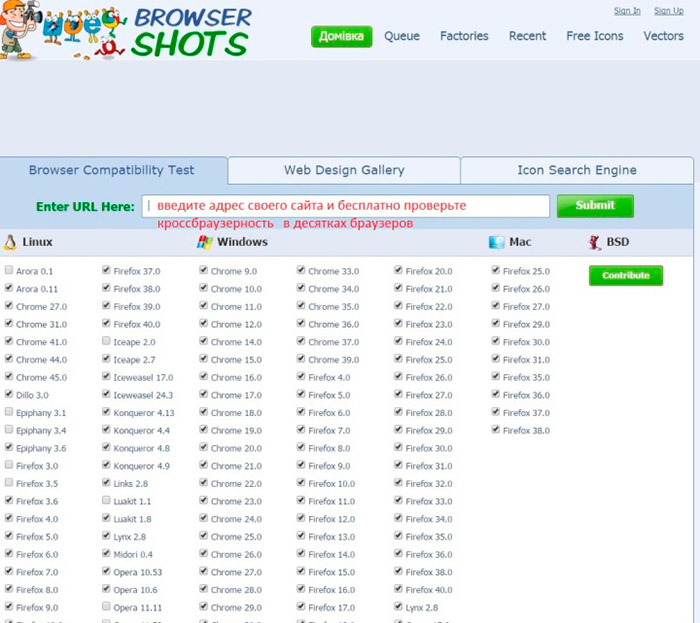 Sign In Sign Up
BROWSER
SHOTS
Домівка Queue Factories Recent Free Icons Vectors
Browser Compatibility Test Web Design Gallery Icon Search Engine
Enter URL Here: введите адрес своего сайта и бесплатно проверьте Submit
кроссбраузерность в десятках браузеров
Linux Windows Mac BSD
Arora 0.1 Firefox 37.0 Chrome 9.0 Chrome 33.0 Firefox 20.0 Firefox 25.0 Contribute
Arora 0.11 Firefox 38.0 Chrome 10.0 Chrome 34.0 Firefox 21.0 Firefox 26.0
Chrome 27.0 Firefox 39.0 Chrome 11.0 Chrome 35.0 Firefox 22.0 Firefox 27.0
Chrome 31.0 Firefox 40.0 Chrome 12.0 Chrome 36.0 Firefox 23.0 Firefox 29.0
Chrome 41.0 Iceape 2.0 Chrome 14.0 Chrome 37.0 Firefox 24.0 Firefox 30.0
Chrome 44.0 Iceape 2.7 Chrome 15.0 Chrome 39.0 Firefox 25.0 Firefox 31.0
Chrome 45.0 Iceweasel 17.0 Chrome 16.0 Firefox 4.0 Firefox 26.0 Firefox 35.0
Dillo 3.0 Iceweasel 24.3 Chrome 17.0 Firefox 5.0 Firefox 27.0 Firefox 36.0
Epiphany 3.1 Konqueror 4.13 Chrome 18.0 Firefox 6.0 Firefox 28.0 Firefox 37.0
Epiphany 3.4 Konqueror 4.4 Chrome 19.0 Firefox 7.0 Firefox 29.0 Firefox 38.0
Epiphany 3.6 Konqueror 4.8 Chrome 20.0 Firefox 8.0 Firefox 30.0
Firefox 3.0 Konqueror 4.9 Chrome 21.0 Firefox 9.0 Firefox 31.0
Firefox 3.5 Links 2.8 Chrome 22.0 Firefox 10.0 Firefox 32.0
Firefox 3.6 Luakit 1.1 Chrome 23.0 Firefox 11.0 Firefox 33.0
Firefox 4.0 Luakit 1.8 Chrome 24.0 Firefox 12.0 Firefox 34.0
Firefox 5.0 Lynx 2.8 Chrome 25.0 Firefox 13.0 Firefox 35.0
Firefox 6.0 Midori 0.4 Chrome 26.0 Firefox 14.0 Firefox 36.0
Firefox 7.0 Opera 10.53 Chrome 27.0 Firefox 15.0 Firefox 38.0
Firefox 8.0 Opera 10.6 Chrome 28.0 Firefox 16.0 Firefox 40.0
Firefox 9.0 Opera 11.11 Chrome 29.0 Firefox 17.0 Lynx 2.8